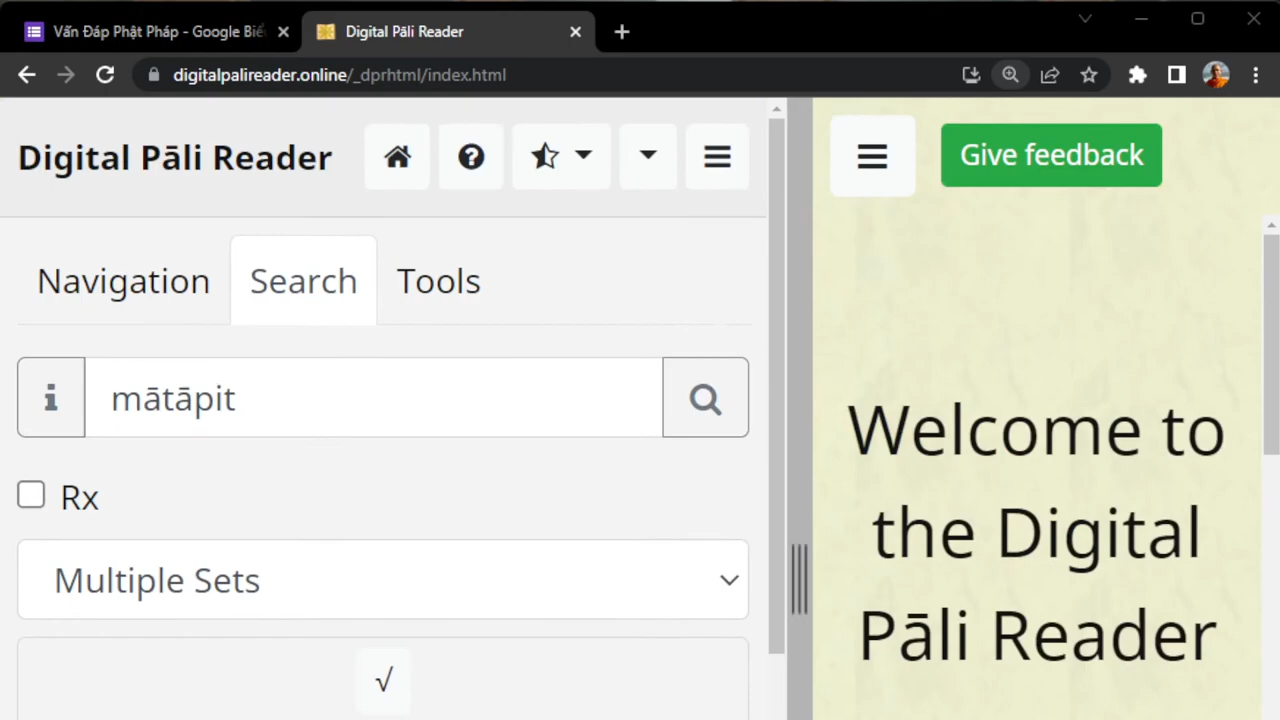 Vấn Đáp Phật Pháp - Google Biể
Digital Pāli Reader
digitalpalireader.online/_dprhtml/index.html
Digital Pāli Reader
Give feedback
Navigation
Search
Tools
mātāpit
Rx
Multiple Sets
√
Welcome to
the Digital
Pāli Reader